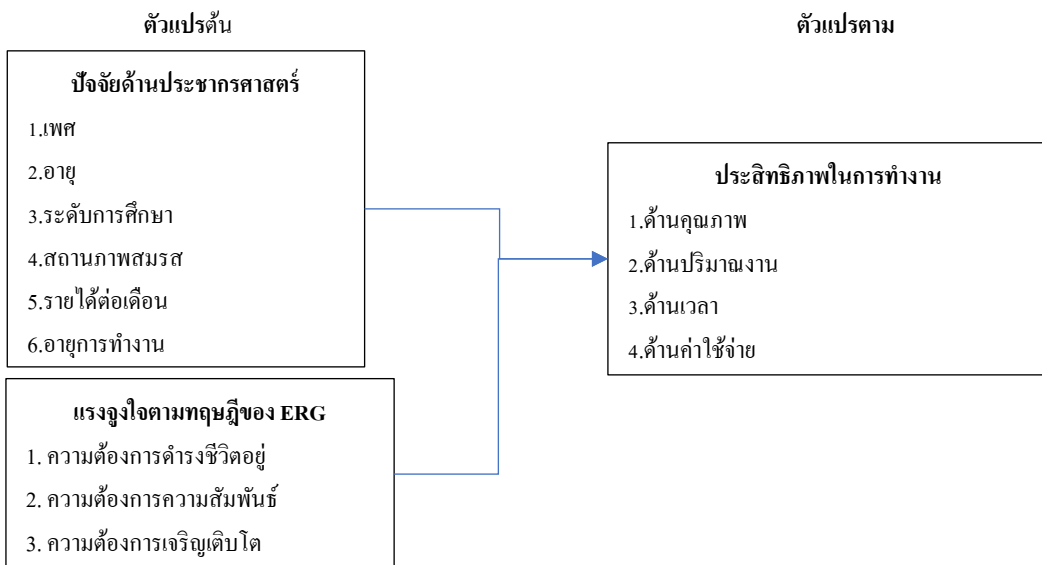 ตัวแปรต้น
ปัจจัยด้านประชากรศาสตร์
1.เพศ
2.อายุ
3.ระดับการศึกษา
4.สถานภาพสมรส
5.รายได้ต่อเดือน
6.อายุการทำงาน
แรงจูงใจตามทฤษฎีของ ERG
1. ความต้องการดำรงชีวิตอยู่
2. ความต้องการความสัมพันธ์
3. ความต้องการเจริญเติบโต
ตัวแปรตาม
ประสิทธิภาพในการทำงาน
1.ด้านคุณภาพ
2.ด้านปริมาณงาน
3.ด้านเวลา
4.ด้านค่าใช้จ่าย